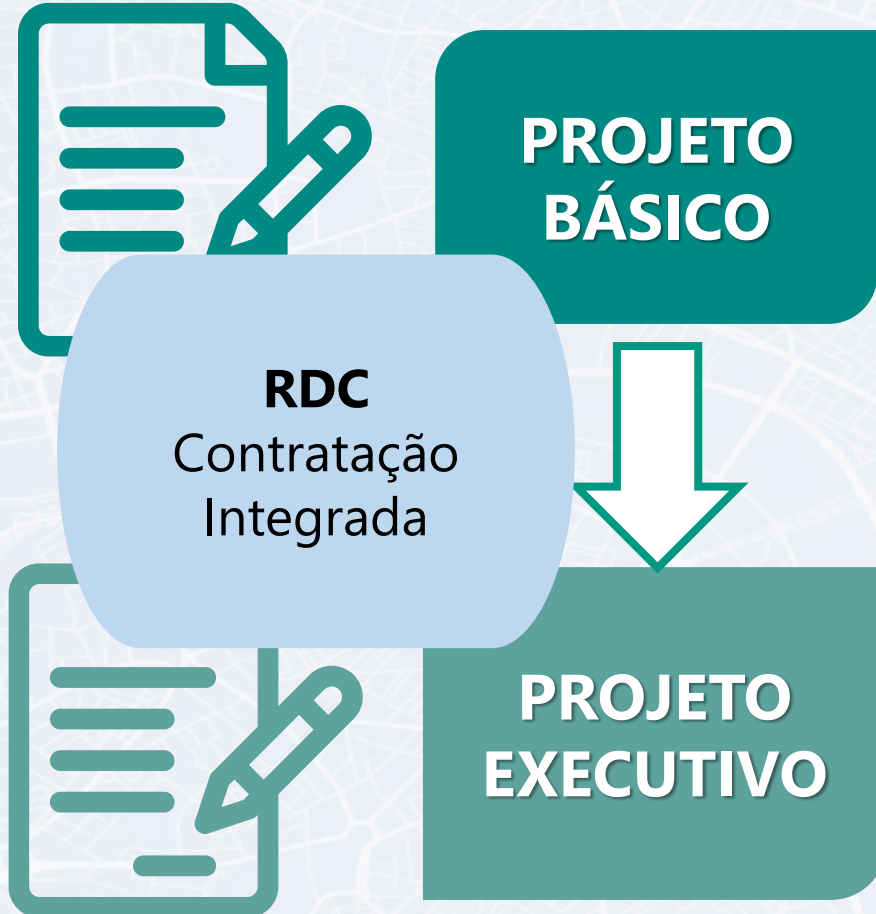 PROJETO
BÁSICO
RDC
Contratação
Integrada
PROJETO
EXECUTIVO